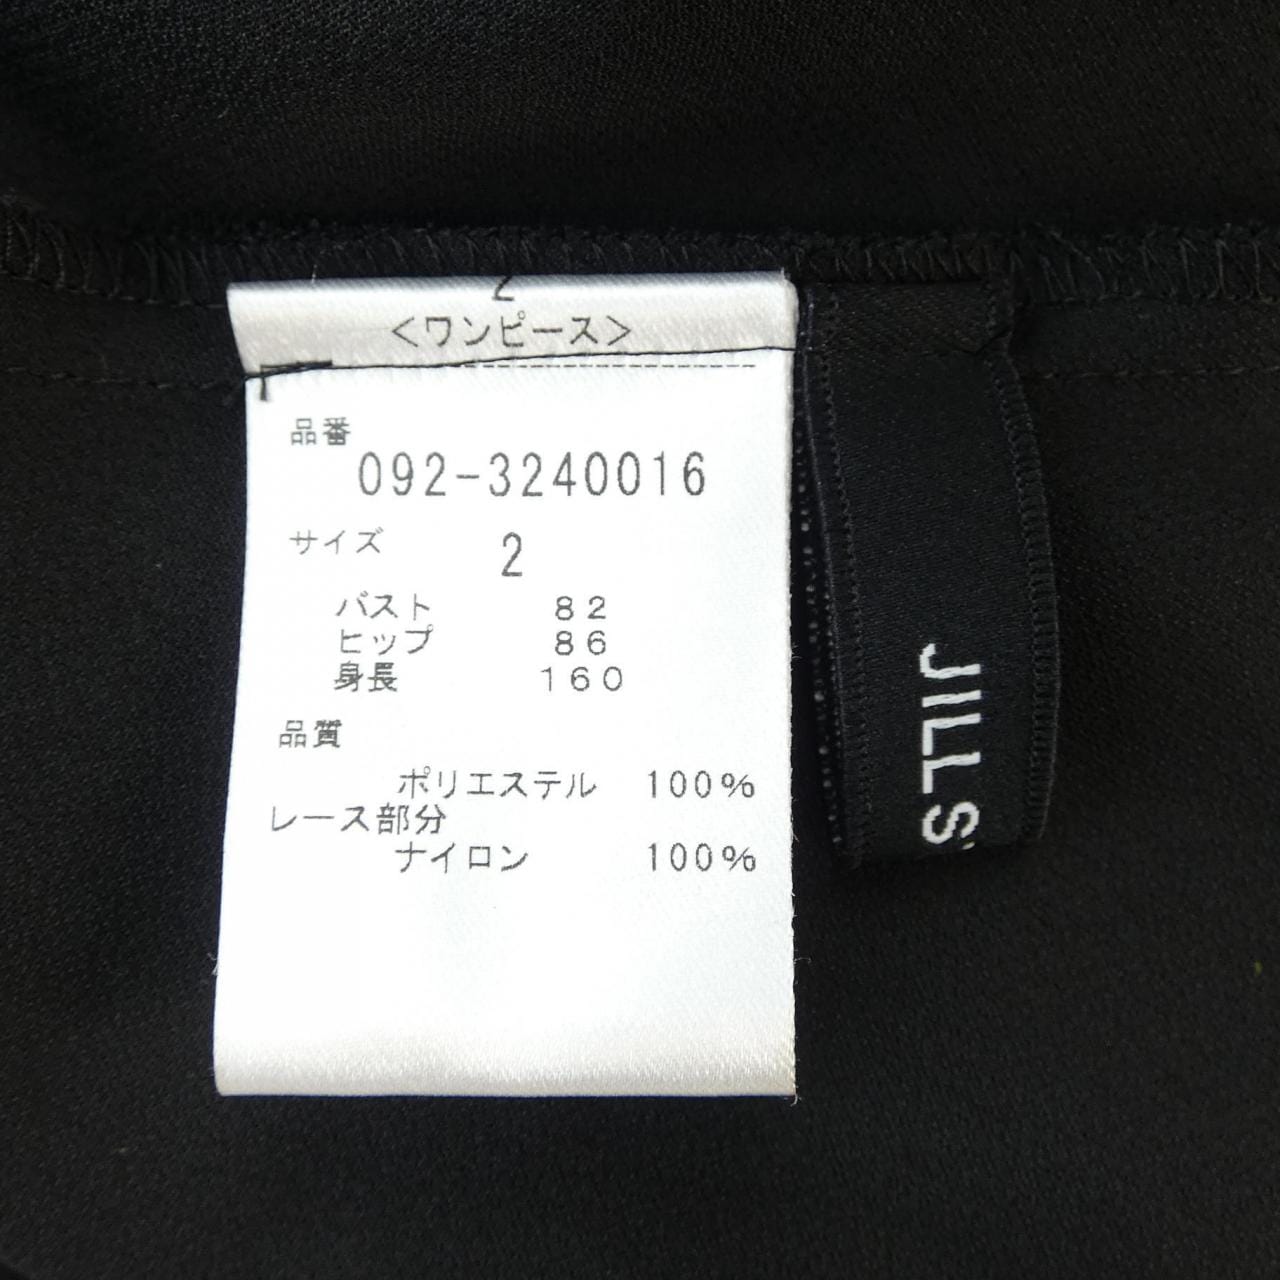 2
＜ワンピース＞
品番
092-3240016
サイズ 2
バスト 82
ヒップ 86
身長 160
品質
ポリエステル 100%
レース部分
ナイロン 100%
JILL S